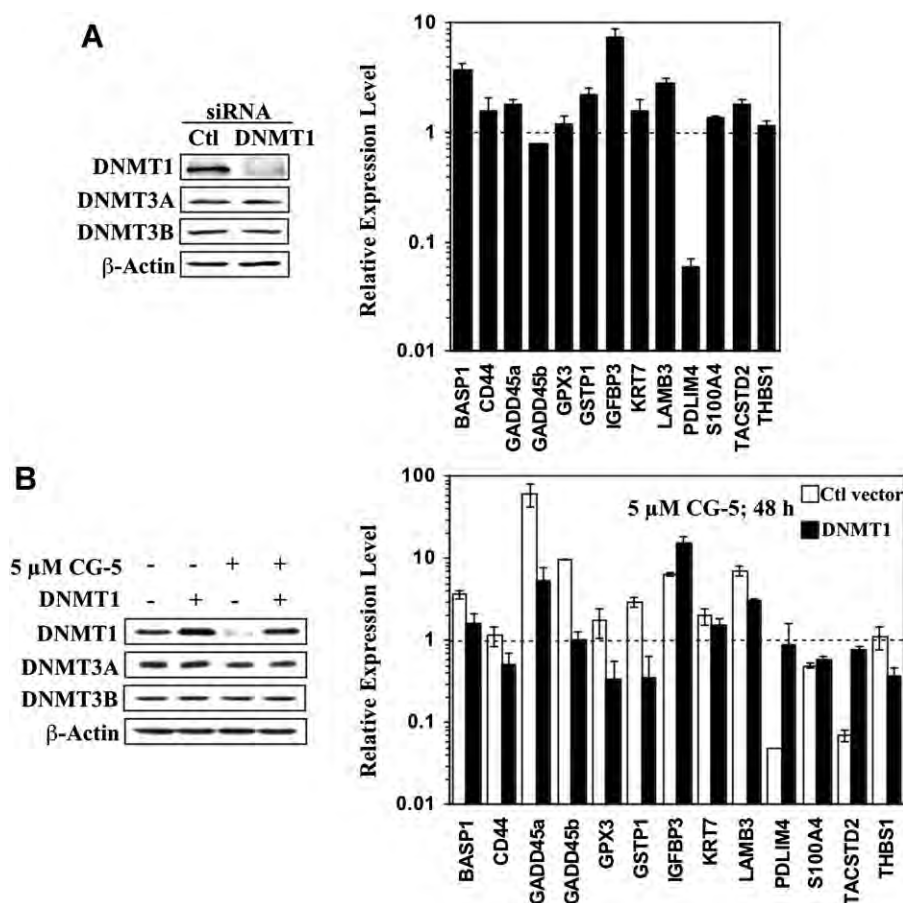 A
siRNA
Ctl DNMT1
DNMT1
DNMT3A
DNMT3B
β-Actin
Relative Expression Level
10
1
0.1
0.01
BASP1
CD44
GADD45a
GADD45b
GPX3
GSTP1
IGFBP3
KRT7
LAMB3
PDLIM4
S100A4
TACSTD2
THBS1
B
5 µM CG-5 - - + +
DNMT1 - + - +
DNMT1
DNMT3A
DNMT3B
β-Actin
Relative Expression Level
100
10
1
0.1
0.01
5 µM CG-5; 48 h
Ctl vector
DNMT1
BASP1
CD44
GADD45a
GADD45b
GPX3
GSTP1
IGFBP3
KRT7
LAMB3
PDLIM4
S100A4
TACSTD2
THBS1